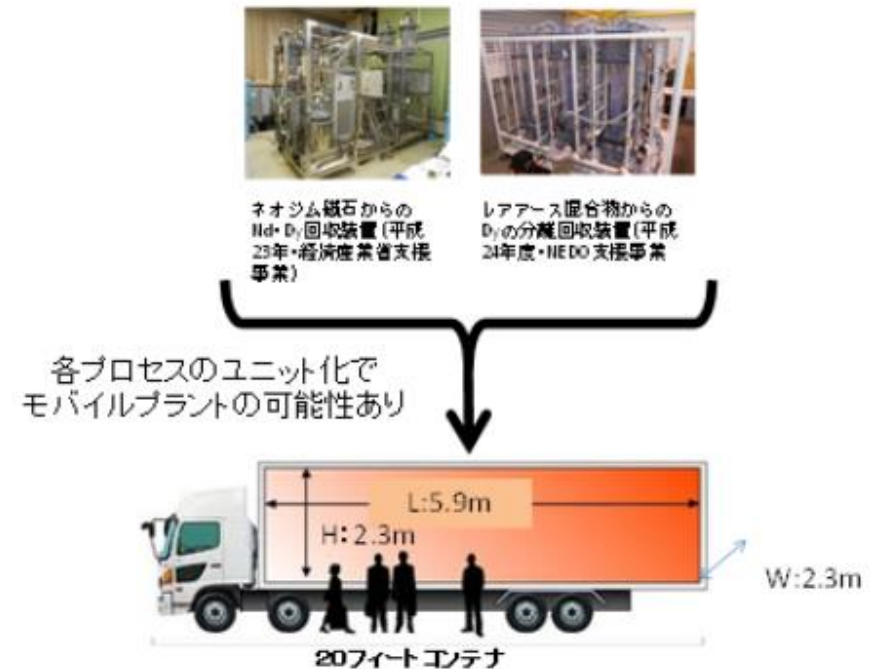 ネオジム磁石からの
Nd・Dy回収装置（平成
23年・経済産業省支援
事業）
レアアース混合物からの
Dyの分離回収装置（平成
24年度・NEDO支援事業
各プロセスのユニット化で
モバイルプラントの可能性あり
L:5.9m
H：2.3m
W:2.3m
20フィートコンテナ